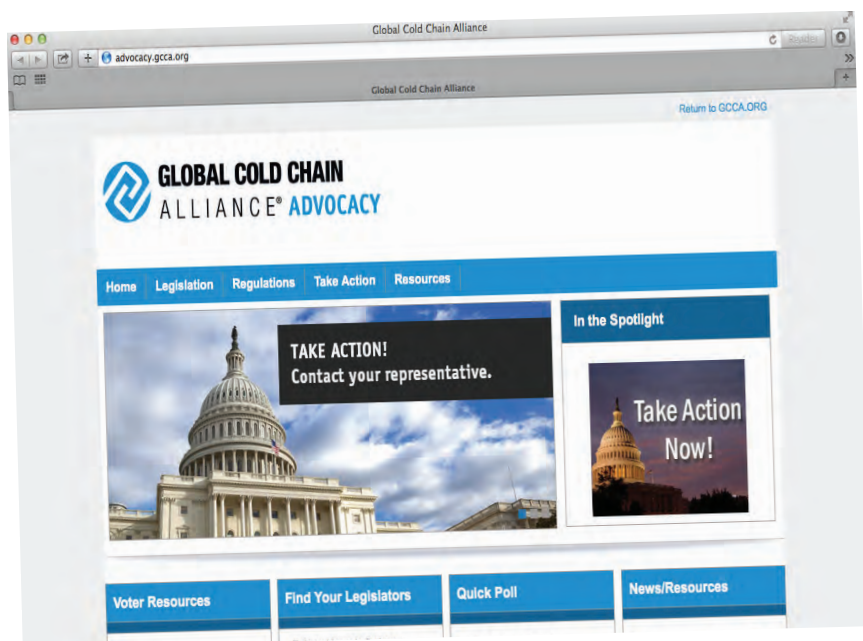 Global Cold Chain Alliance
advocacy.gcca.org
Reader
Global Cold Chain Alliance
Return to GCCA.ORG
GLOBAL COLD CHAIN
ALLIANCE® ADVOCACY
Home Legislation Regulations Take Action Resources
TAKE ACTION!
Contact your representative.
In the Spotlight
Take Action
Now!
Voter Resources
Find Your Legislators
Quick Poll
News/Resources